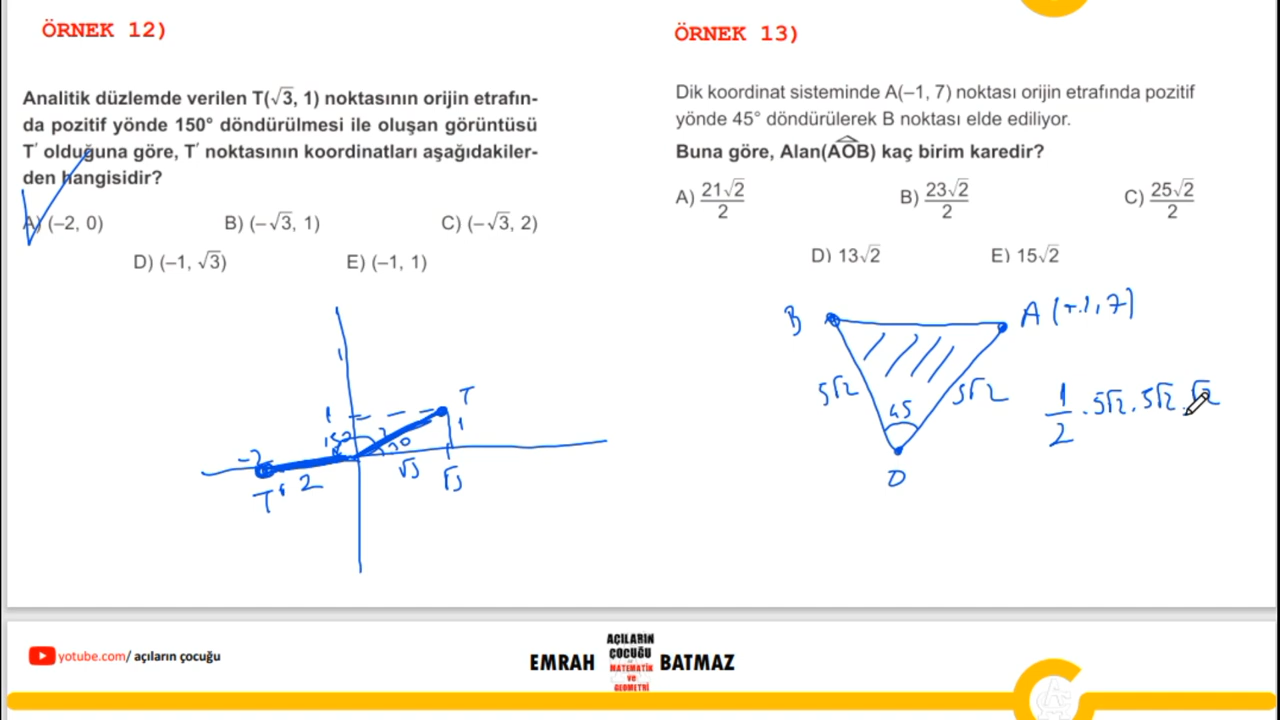 ÖRNEK 12)
Analitik düzlemde verilen T(√3, 1) noktasının orijin etrafın-
da pozitif yönde 150° döndürülmesi ile oluşan görüntüsü
T′ olduğuna göre, T′ noktasının koordinatları aşağıdakiler-
den hangisidir?
A) (–2, 0) B) (–√3, 1) C) (–√3, 2)
D) (–1, √3) E) (–1, 1)
1
T
1
1
150
30
-2
T'
2
√3
√3
ÖRNEK 13)
Dik koordinat sisteminde A(–1, 7) noktası orijin etrafında pozitif
yönde 45° döndürülerek B noktası elde ediliyor.
Buna göre, Alan(AOB) kaç birim karedir?
A) 21√2/2 B) 23√2/2 C) 25√2/2
D) 13√2 E) 15√2
B
A (-1, 7)
5√2
45
5√2
1/2 . 5√2 . 5√2 . √2
O
yotube.com/ açıların çocuğu
EMRAH
AÇILARIN
ÇOCUĞU
MATEMATİK
ve
GEOMETRİ
BATMAZ